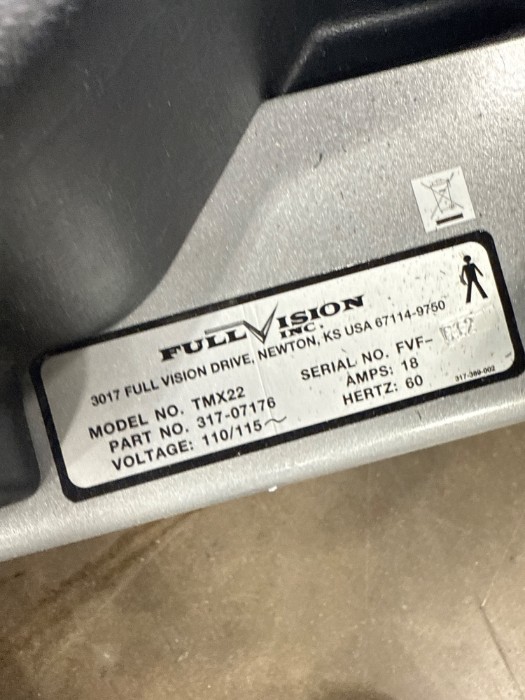 FULL VISION
INC.
3017 FULL VISION DRIVE, NEWTON, KS USA 67114-9750
MODEL NO. TMX22
SERIAL NO. FVF-
PART NO. 317-07176
AMPS: 18
VOLTAGE: 110/115~
HERTZ: 60
317-369-002